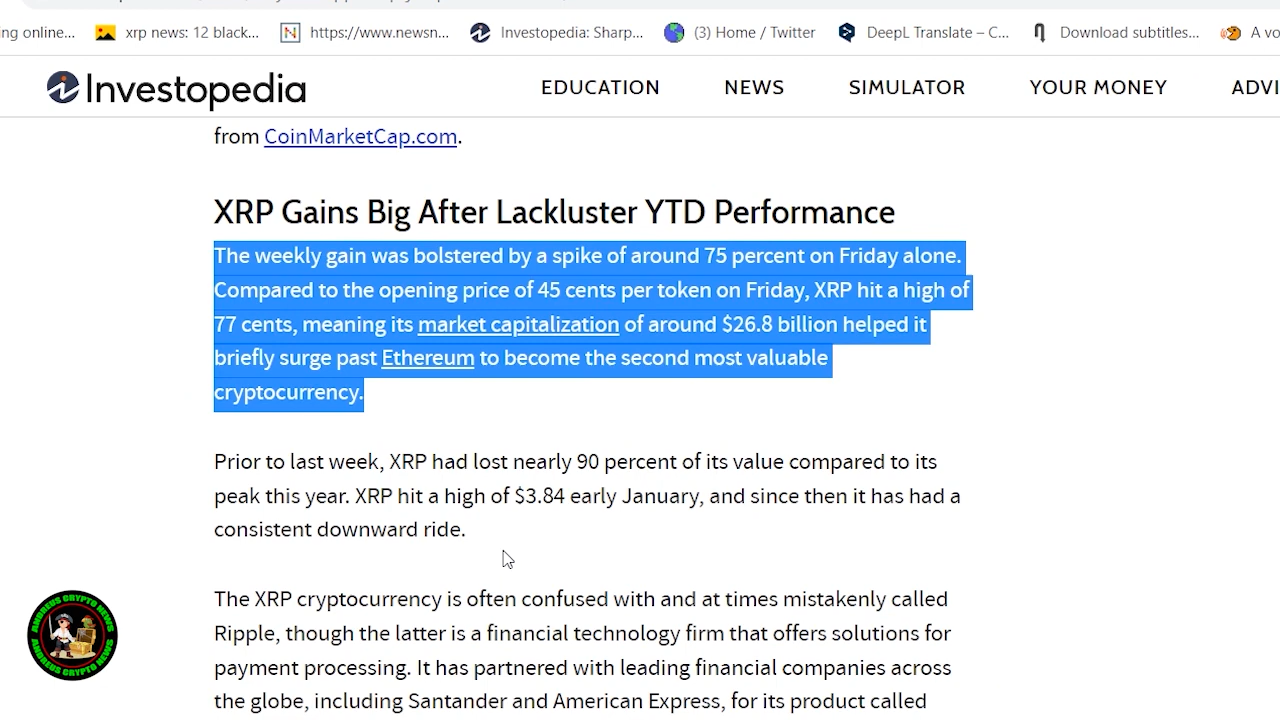 ng online...
xrp news: 12 black...
https://www.newsn...
Investopedia: Sharp...
(3) Home / Twitter
DeepL Translate – C...
Download subtitles...
A vo
Investopedia
EDUCATION
NEWS
SIMULATOR
YOUR MONEY
ADVI
from CoinMarketCap.com.
XRP Gains Big After Lackluster YTD Performance
The weekly gain was bolstered by a spike of around 75 percent on Friday alone.
Compared to the opening price of 45 cents per token on Friday, XRP hit a high of
77 cents, meaning its market capitalization of around $26.8 billion helped it
briefly surge past Ethereum to become the second most valuable
cryptocurrency.
Prior to last week, XRP had lost nearly 90 percent of its value compared to its
peak this year. XRP hit a high of $3.84 early January, and since then it has had a
consistent downward ride.
The XRP cryptocurrency is often confused with and at times mistakenly called
Ripple, though the latter is a financial technology firm that offers solutions for
payment processing. It has partnered with leading financial companies across
the globe, including Santander and American Express, for its product called
ANDREUS CRYPTO NEWS
ANDREUS CRYPTO NEWS